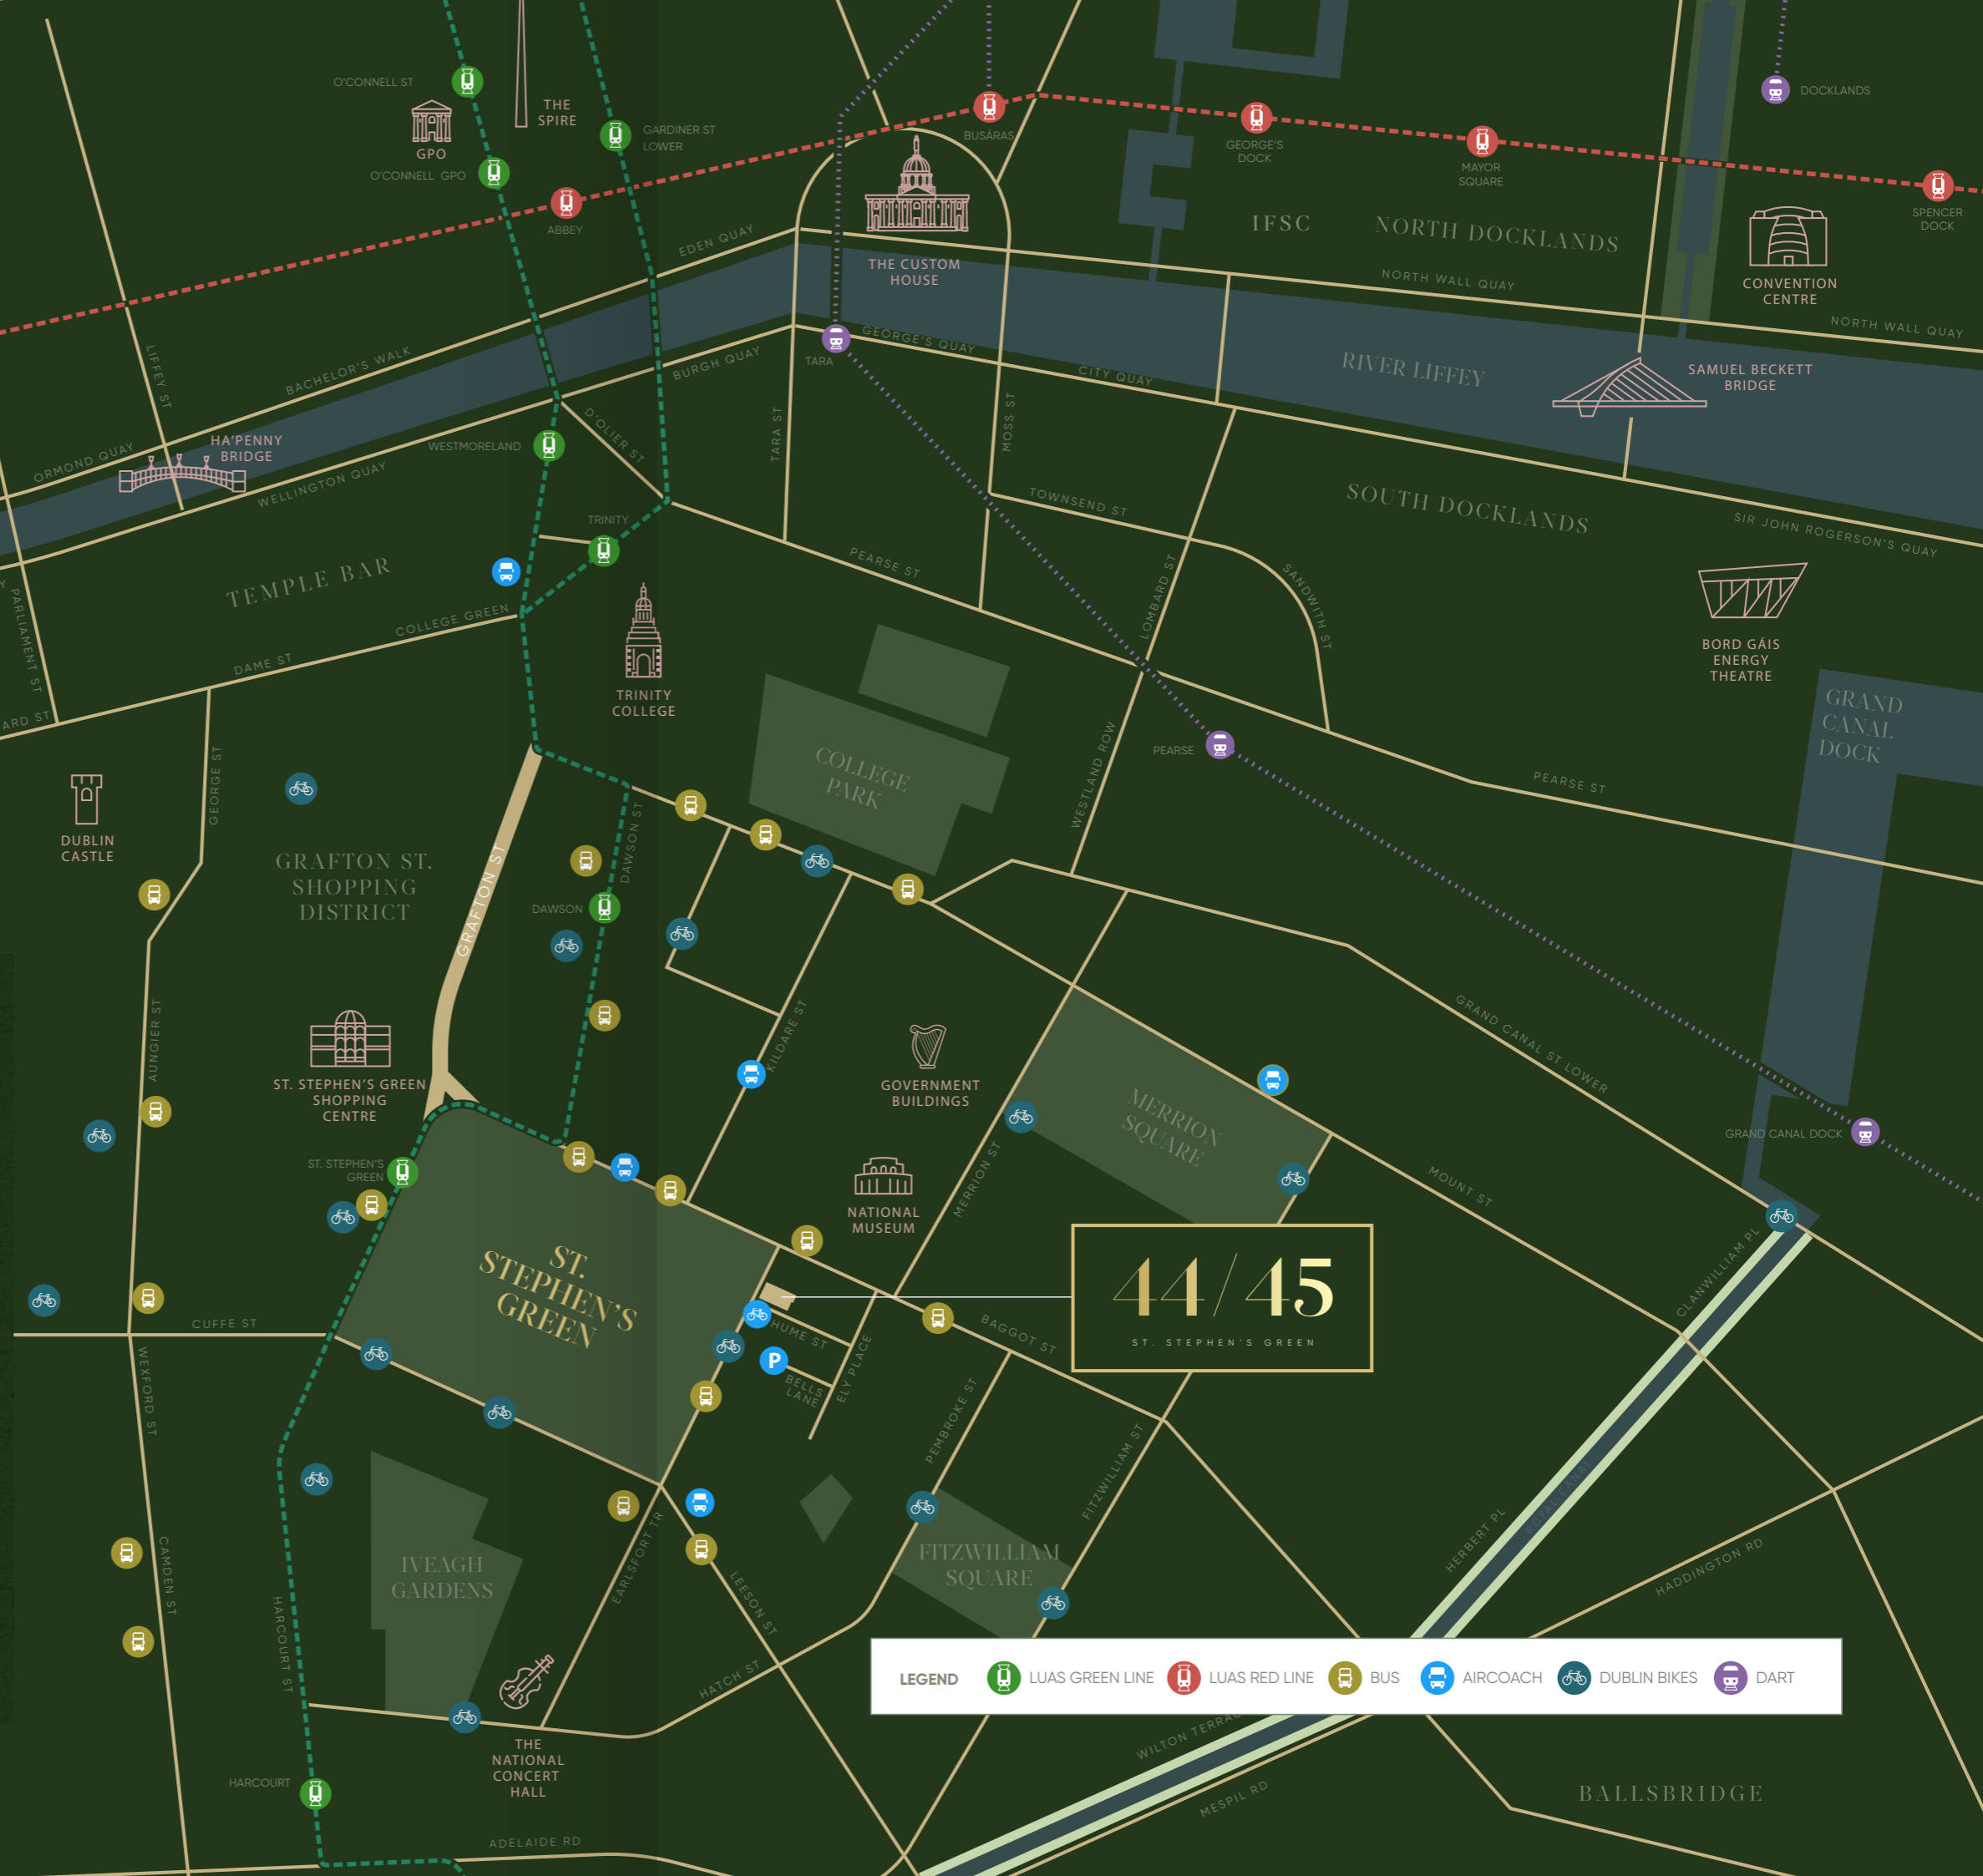 O'CONNELL ST
THE
SPIRE
GPO
O'CONNELL GPO
GARDINER ST
LOWER
ABBEY
BUSÁRAS
GEORGE'S
DOCK
MAYOR
SQUARE
DOCKLANDS
SPENCER
DOCK
IFSC
NORTH DOCKLANDS
CONVENTION
CENTRE
THE CUSTOM
HOUSE
EDEN QUAY
NORTH WALL QUAY
NORTH WALL QUAY
LIFFEY ST
BACHELOR'S WALK
BURGH QUAY
TARA
GEORGE'S QUAY
CITY QUAY
RIVER LIFFEY
SAMUEL BECKETT
BRIDGE
ORMOND QUAY
HA'PENNY
BRIDGE
WELLINGTON QUAY
WESTMORELAND
D'OLIER ST
TARA ST
MOSS ST
TOWNSEND ST
SOUTH DOCKLANDS
SIR JOHN ROGERSON'S QUAY
TRINITY
TEMPLE BAR
PEARSE ST
LOMBARD ST
SANDWITH ST
Y
PARLIAMENT ST
COLLEGE GREEN
DAME ST
ARD ST
TRINITY
COLLEGE
BORD GÁIS
ENERGY
THEATRE
GRAND
CANAL
DOCK
COLLEGE
PARK
WESTLAND ROW
PEARSE
PEARSE ST
GEORGE ST
DUBLIN
CASTLE
GRAFTON ST.
SHOPPING
DISTRICT
GRAFTON ST
DAWSON ST
DAWSON
AUNGIER ST
KILDARE ST
GOVERNMENT
BUILDINGS
GRAND CANAL ST LOWER
ST. STEPHEN'S GREEN
SHOPPING
CENTRE
MERRION
SQUARE
GRAND CANAL DOCK
ST. STEPHEN'S
GREEN
NATIONAL
MUSEUM
MERRION ST
MOUNT ST
CLANWILLIAM PL
ST.
STEPHEN'S
GREEN
44/45
ST. STEPHEN'S GREEN
CUFFE ST
HUME ST
P
BELLS
LANE
ELY PLACE
BAGGOT ST
WEXFORD ST
PEMBROKE ST
FITZWILLIAM ST
ROYAL CANAL
HERBERT PL
HADDINGTON RD
CAMDEN ST
IVEAGH
GARDENS
EARLSFORT TR
LEESON ST
FITZWILLIAM
SQUARE
HARCOURT ST
HATCH ST
LEGEND
LUAS GREEN LINE
LUAS RED LINE
BUS
AIRCOACH
DUBLIN BIKES
DART
THE
NATIONAL
CONCERT
HALL
WILTON TERRAC
MESPIL RD
BALLSBRIDGE
HARCOURT
ADELAIDE RD